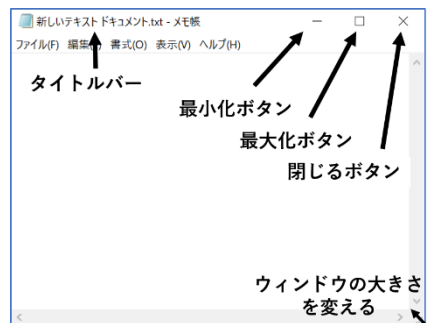 新しいテキスト ドキュメント.txt - メモ帳
ファイル(F) 編集 書式(O) 表示(V) ヘルプ(H)
タイトルバー
最小化ボタン
最大化ボタン
閉じるボタン
ウィンドウの大きさ
を変える